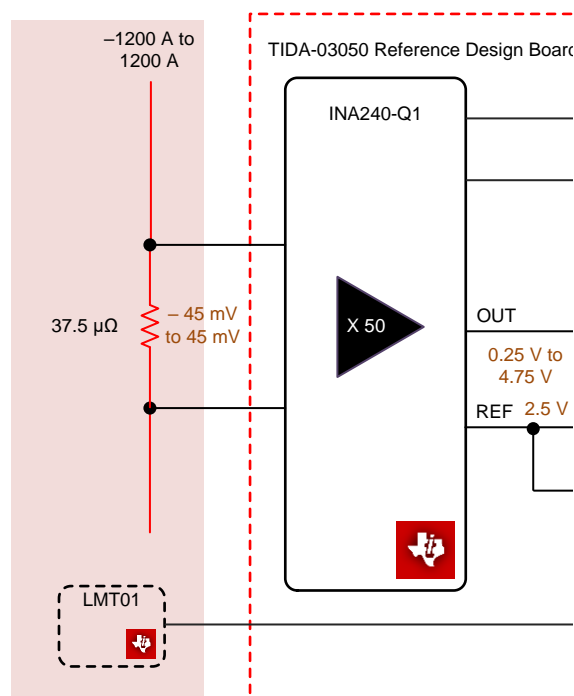 –1200 A to
1200 A
TIDA-03050 Reference Design Board
INA240-Q1
37.5 µΩ
– 45 mV
to 45 mV
X 50
OUT
0.25 V to
4.75 V
REF 2.5 V
LMT01